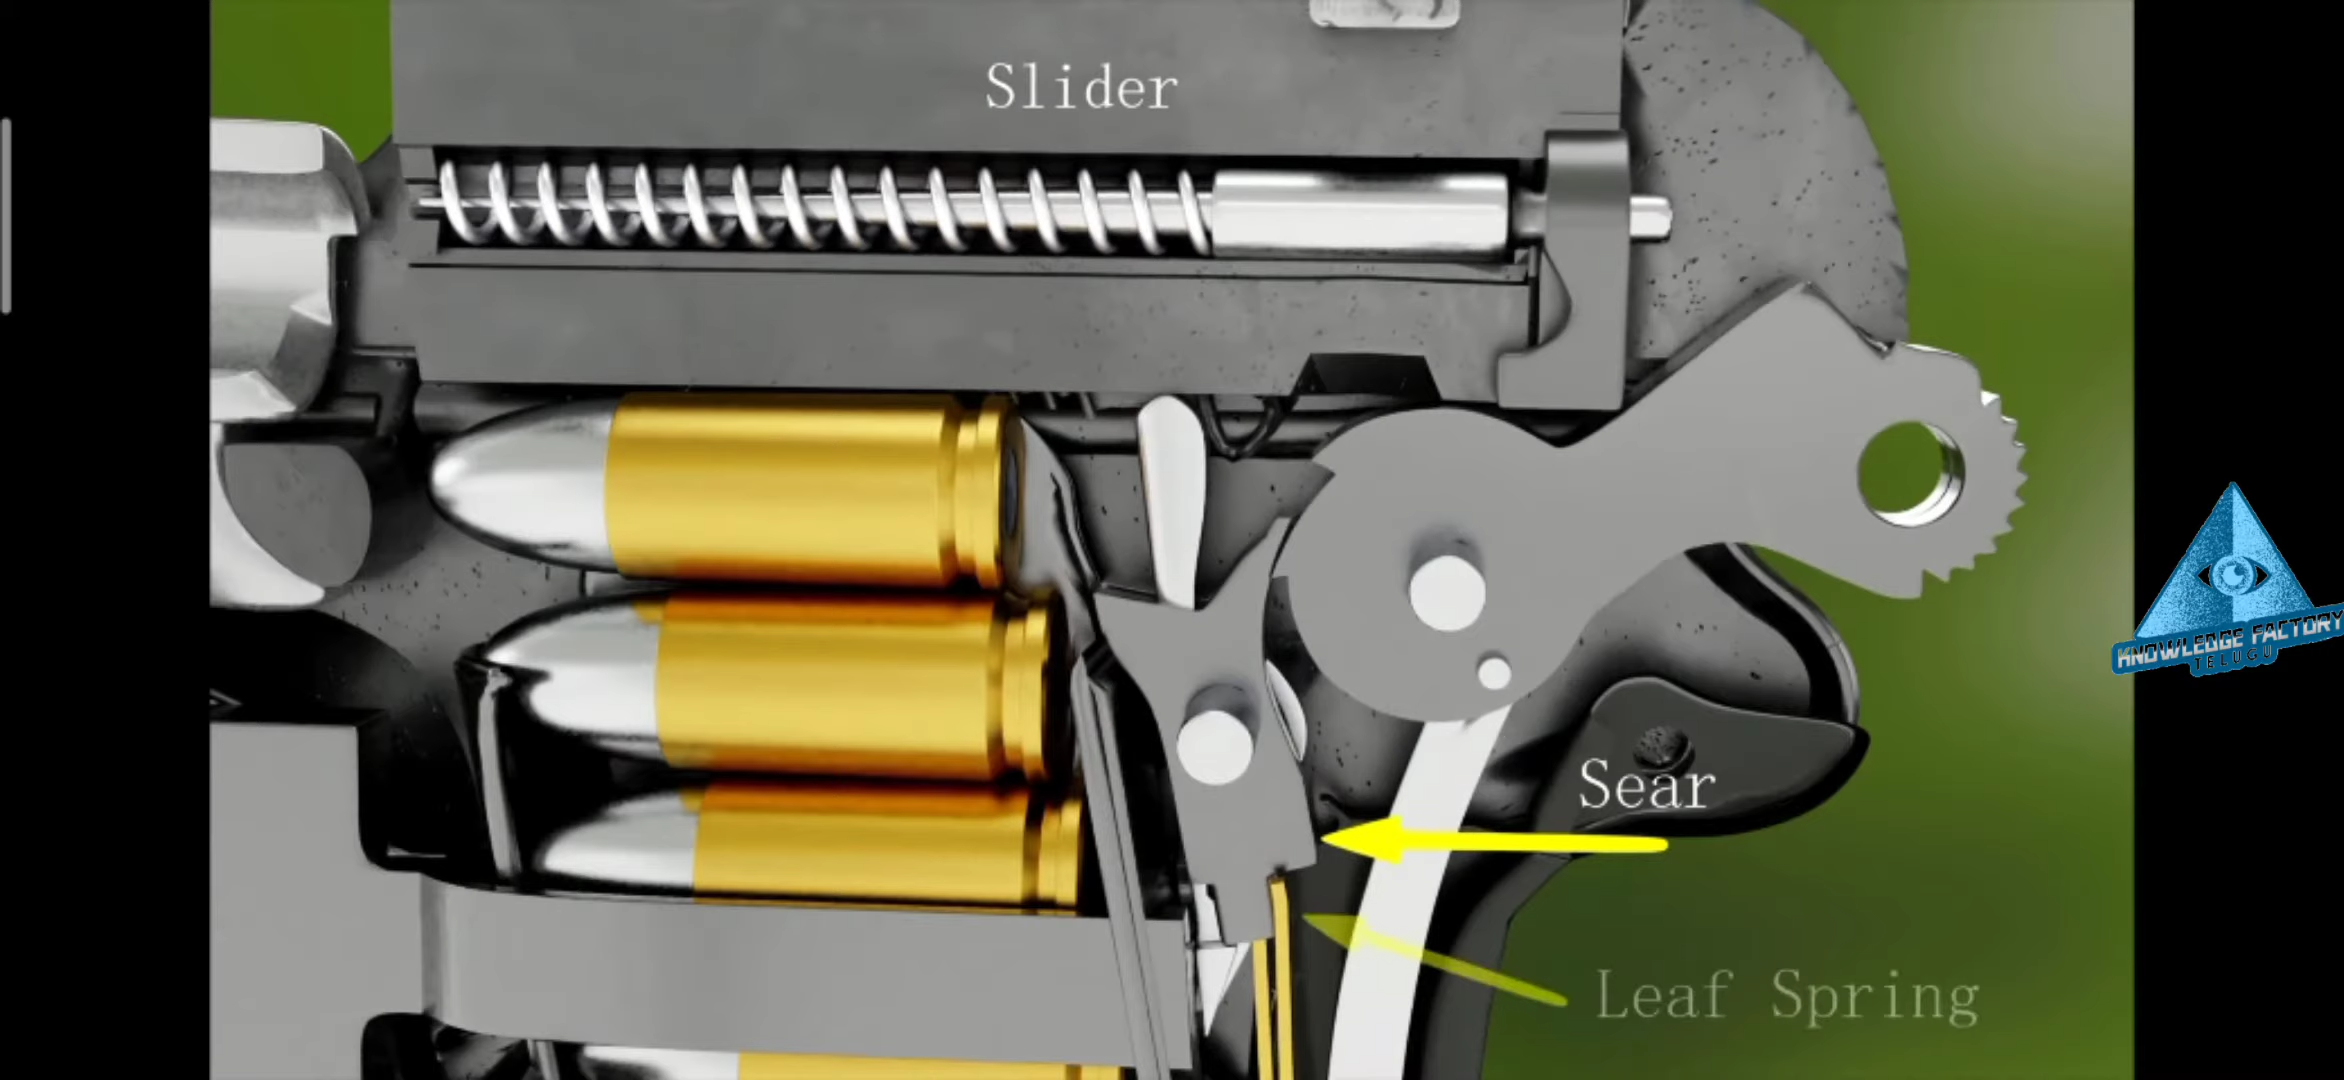 Slider
KNOWLEDGE FACTORY
TELUGU
Sear
Leaf Spring